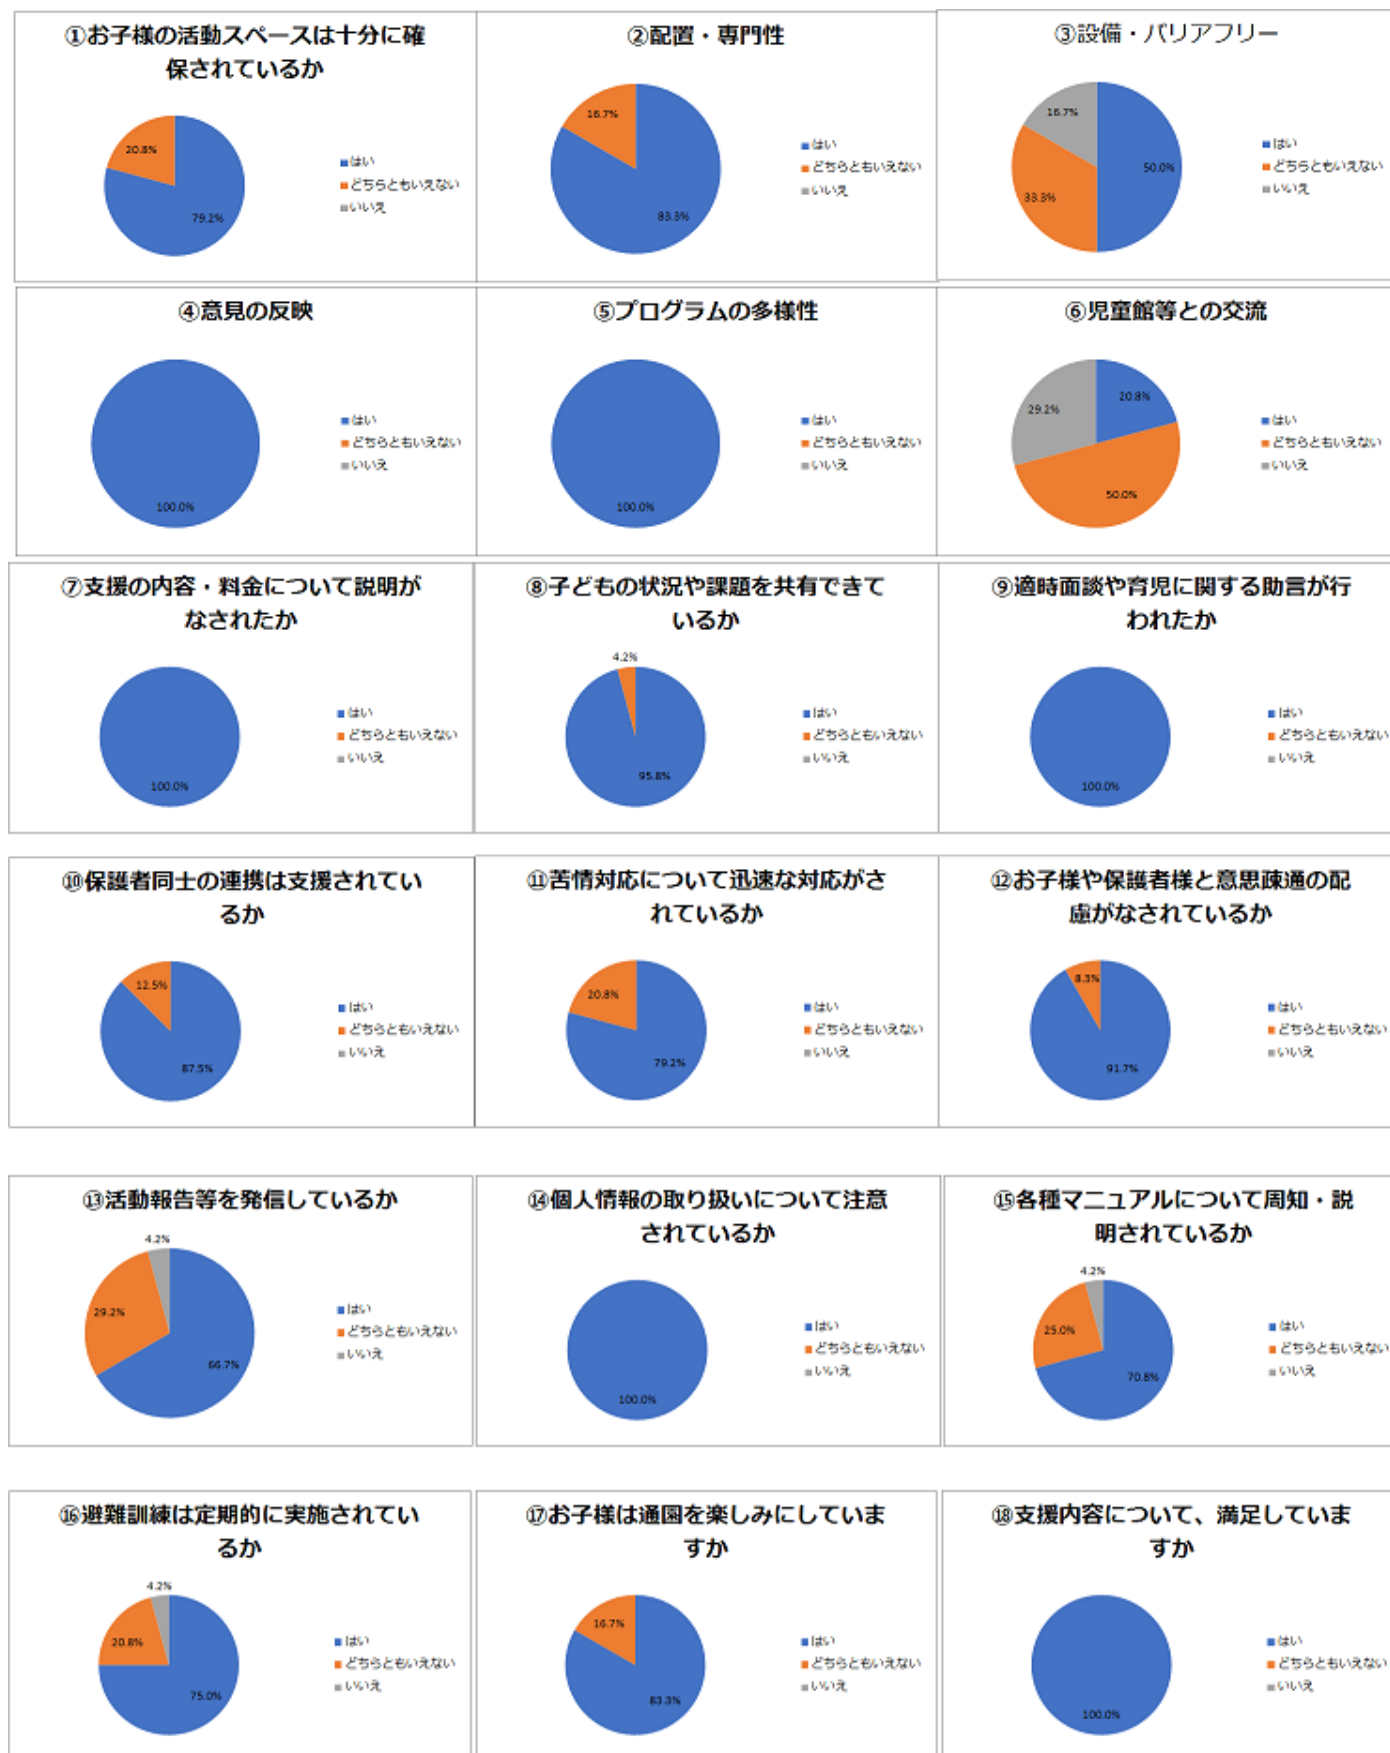 ①お子様の活動スペースは十分に確
保されているか
20.8%
79.2%
はい
どちらともいえない
いいえ
②配置・専門性
16.7%
83.3%
はい
どちらともいえない
いいえ
③設備・バリアフリー
16.7%
50.0%
33.3%
はい
どちらともいえない
いいえ
④意見の反映
100.0%
はい
どちらともいえない
いいえ
⑤プログラムの多様性
100.0%
はい
どちらともいえない
いいえ
⑥児童館等との交流
20.8%
29.2%
50.0%
はい
どちらともいえない
いいえ
⑦支援の内容・料金について説明が
なされたか
100.0%
はい
どちらともいえない
いいえ
⑧子どもの状況や課題を共有できて
いるか
4.2%
95.8%
はい
どちらともいえない
いいえ
⑨適時面談や育児に関する助言が行
われたか
100.0%
はい
どちらともいえない
いいえ
⑩保護者同士の連携は支援されてい
るか
12.5%
87.5%
はい
どちらともいえない
いいえ
⑪苦情対応について迅速な対応がさ
れているか
20.8%
79.2%
はい
どちらともいえない
いいえ
⑫お子様や保護者様と意思疎通の配
慮がなされているか
8.3%
91.7%
はい
どちらともいえない
いいえ
⑬活動報告等を発信しているか
4.2%
29.2%
66.7%
はい
どちらともいえない
いいえ
⑭個人情報の取り扱いについて注意
されているか
100.0%
はい
どちらともいえない
いいえ
⑮各種マニュアルについて周知・説
明されているか
4.2%
25.0%
70.8%
はい
どちらともいえない
いいえ
⑯避難訓練は定期的に実施されてい
るか
4.2%
20.8%
75.0%
はい
どちらともいえない
いいえ
⑰お子様は通園を楽しみにしていま
すか
16.7%
83.3%
はい
どちらともいえない
いいえ
⑱支援内容について、満足していま
すか
100.0%
はい
どちらともいえない
いいえ